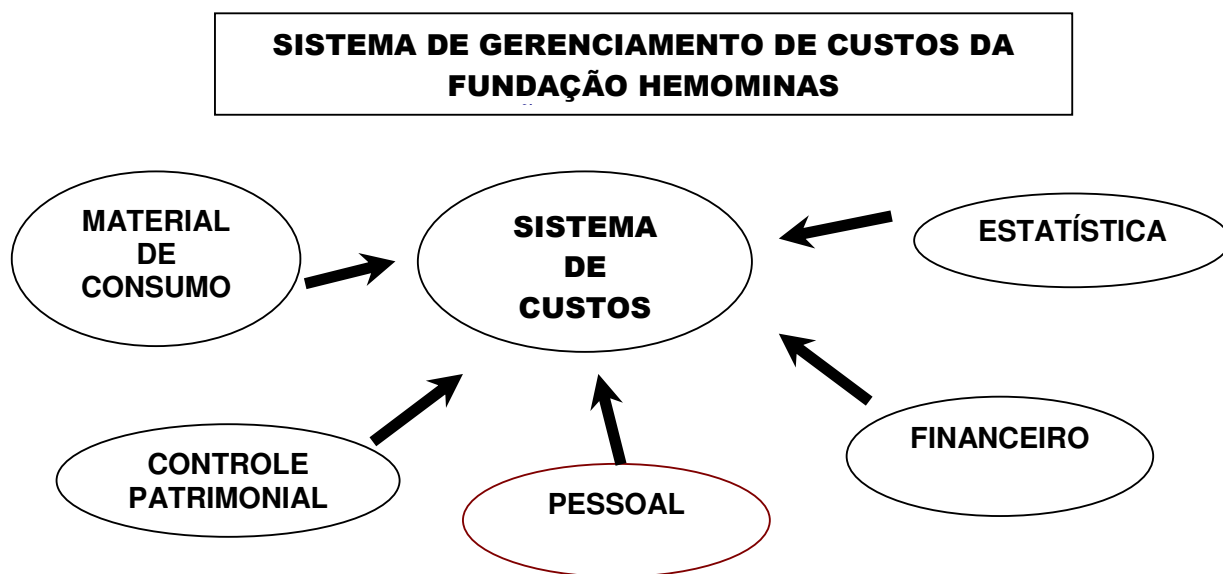 SISTEMA DE GERENCIAMENTO DE CUSTOS DA
FUNDAÇÃO HEMOMINAS
MATERIAL
DE
CONSUMO
SISTEMA
DE
CUSTOS
ESTATÍSTICA
CONTROLE
PATRIMONIAL
PESSOAL
FINANCEIRO